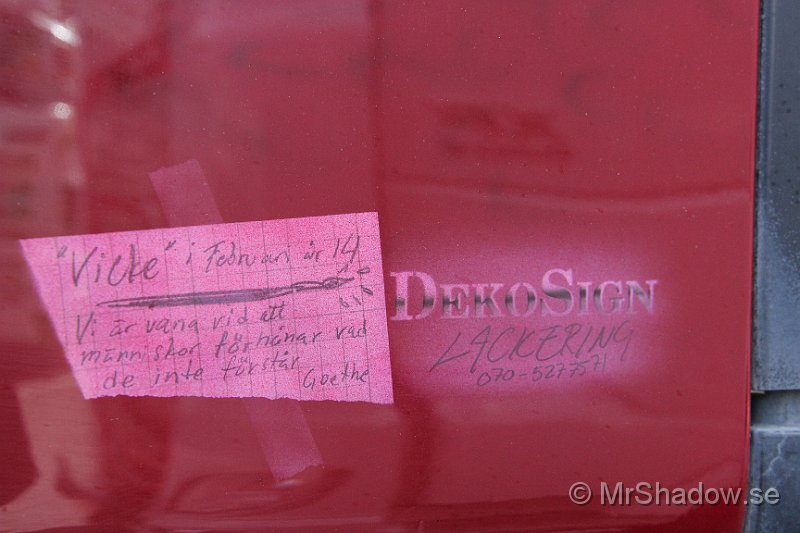 "Vicke" i Februari år 14
Vi är vana vid att
människor förhånar vad
de inte förstår
Goethe
DEKOSIGN
LACKERING
070-5277571
© MrShadow.se